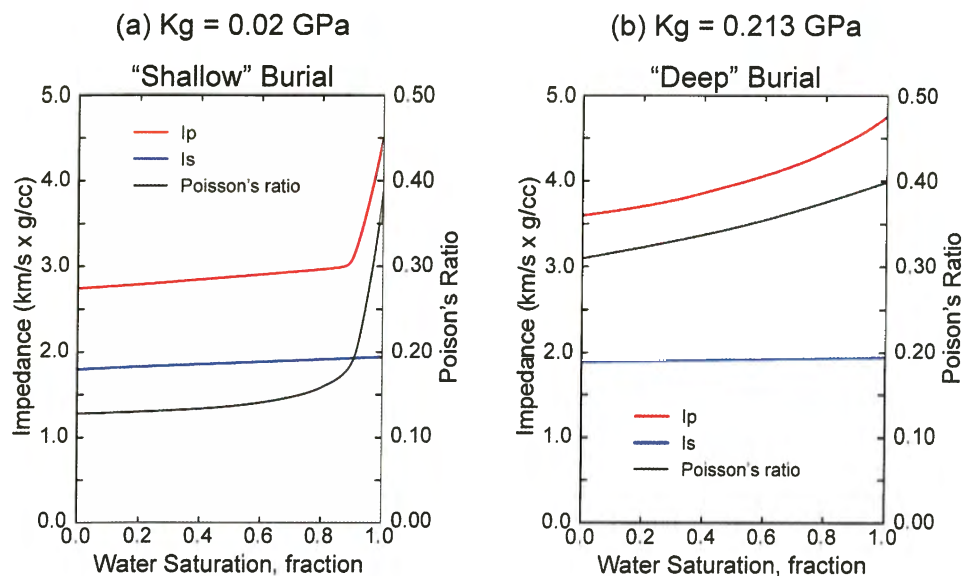 (a) Kg = 0.02 GPa
"Shallow" Burial
5.0
4.0
3.0
2.0
1.0
0.0
0.50
0.40
0.30
0.20
0.10
0.00
Ip
Is
Poisson's ratio
Impedance (km/s x g/cc)
Poison's Ratio
0.0 0.2 0.4 0.6 0.8 1.0
Water Saturation, fraction
(b) Kg = 0.213 GPa
"Deep" Burial
5.0
4.0
3.0
2.0
1.0
0.0
0.50
0.40
0.30
0.20
0.10
0.00
Ip
Is
Poisson's ratio
Impedance (km/s x g/cc)
Poison's Ratio
0.0 0.2 0.4 0.6 0.8 1.0
Water Saturation, fraction